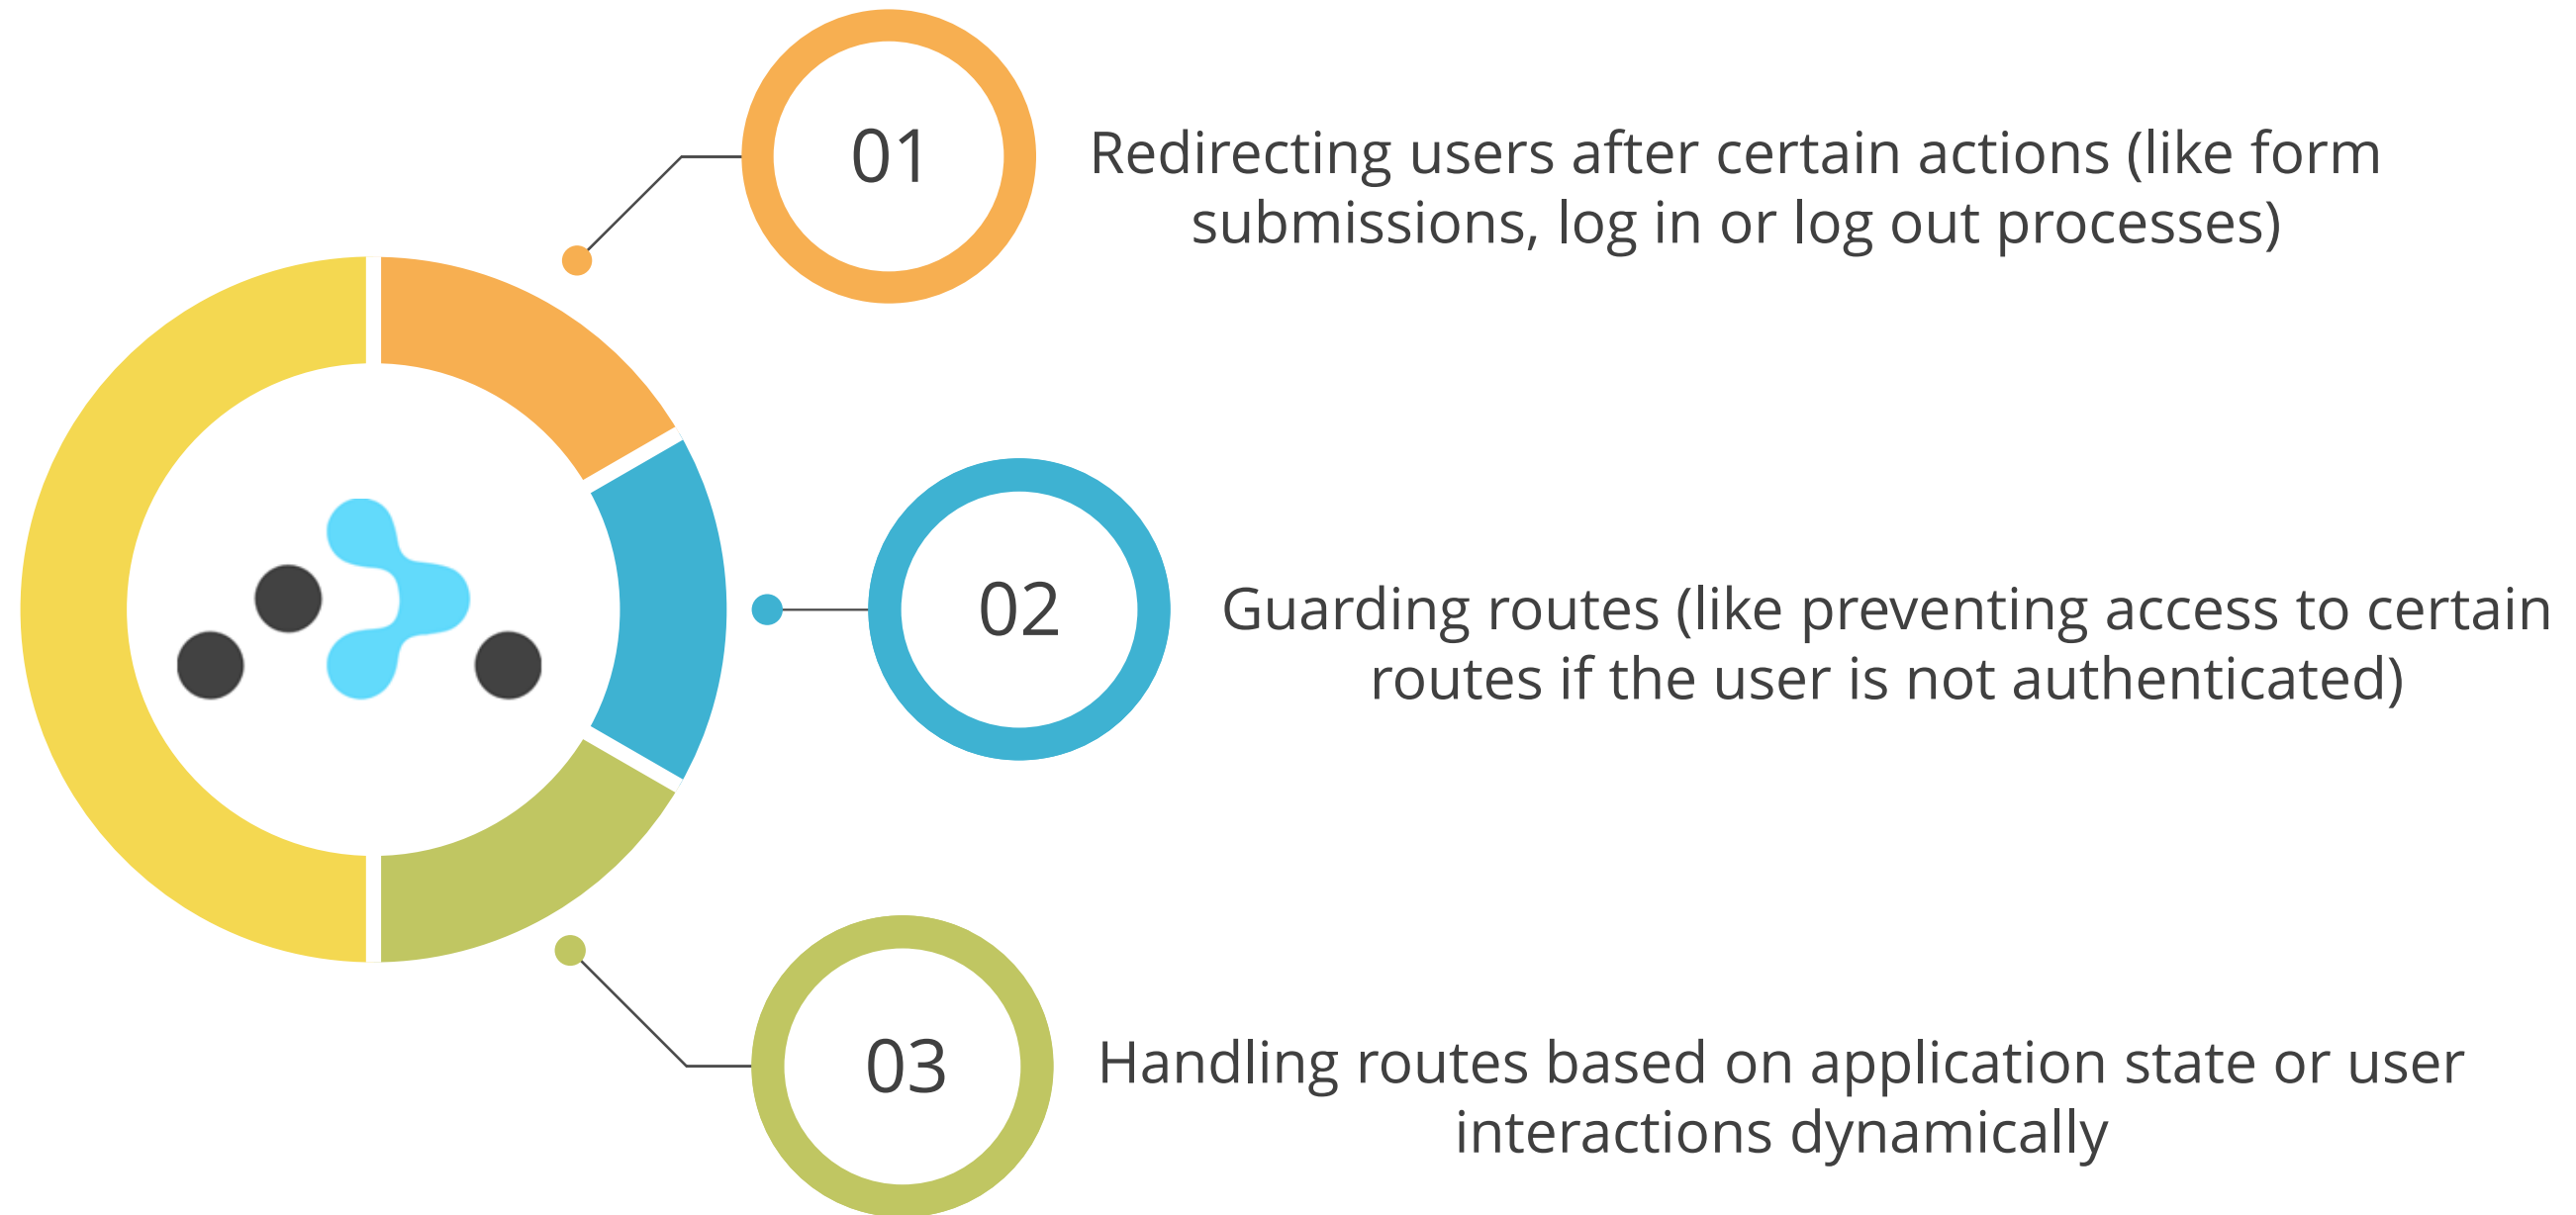 01
Redirecting users after certain actions (like form
submissions, log in or log out processes)
02
Guarding routes (like preventing access to certain
routes if the user is not authenticated)
03
Handling routes based on application state or user
interactions dynamically